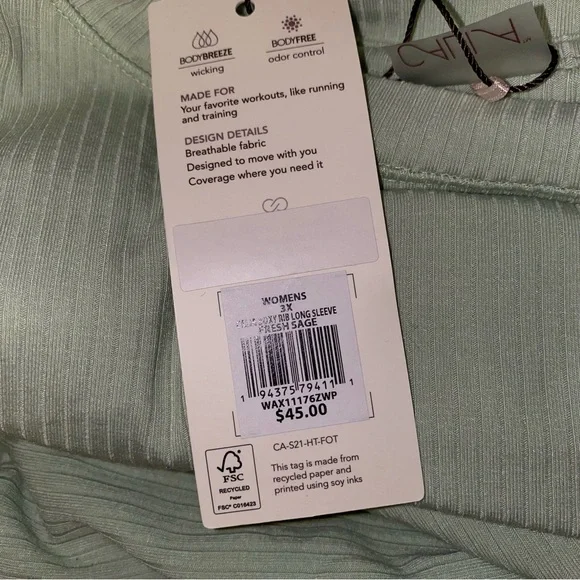 CALIA
BODYBREEZE
wicking
BODYFREE
odor control
MADE FOR
Your favorite workouts, like running
and training
DESIGN DETAILS
Breathable fabric
Designed to move with you
Coverage where you need it
WOMENS
3X
BOXY RIB LONG SLEEVE
FRESH SAGE
1 94375 79411 1
WAX11176ZWP
$45.00
CA-S21-HT-FOT
FSC
RECYCLED
Paper
FSC® C016423
This tag is made from
recycled paper and
printed using soy inks